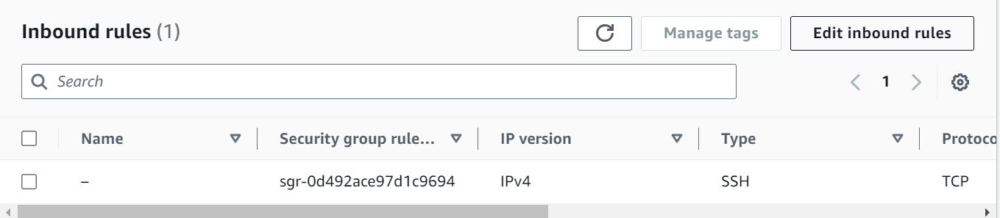 Inbound rules (1)
Manage tags
Edit inbound rules
Search
1
Name Security group rule... IP version Type Protoco
– sgr-0d492ace97d1c9694 IPv4 SSH TCP